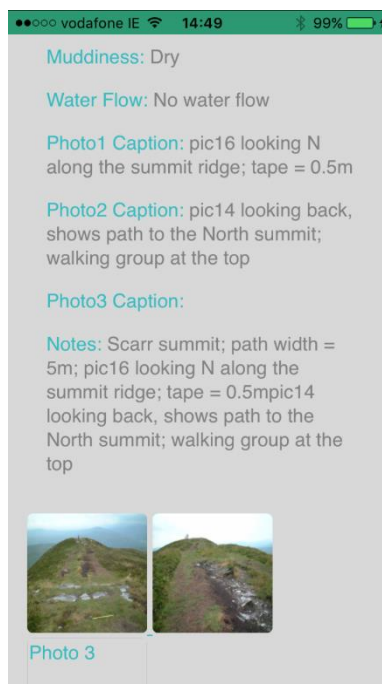 vodafone IE 14:49 99%
Muddiness: Dry
Water Flow: No water flow
Photo1 Caption: pic16 looking N
along the summit ridge; tape = 0.5m
Photo2 Caption: pic14 looking back,
shows path to the North summit;
walking group at the top
Photo3 Caption:
Notes: Scarr summit; path width =
5m; pic16 looking N along the
summit ridge; tape = 0.5mpic14
looking back, shows path to the
North summit; walking group at the
top
Photo 3